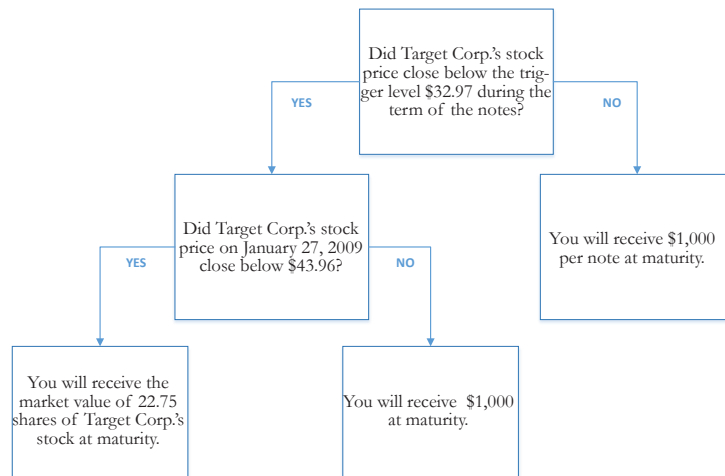 Did Target Corp.'s stock
price close below the trig-
ger level $32.97 during the
term of the notes?
YES
NO
Did Target Corp.'s stock
price on January 27, 2009
close below $43.96?
You will receive $1,000
per note at maturity.
YES
NO
You will receive the
market value of 22.75
shares of Target Corp.'s
stock at maturity.
You will receive $1,000
at maturity.